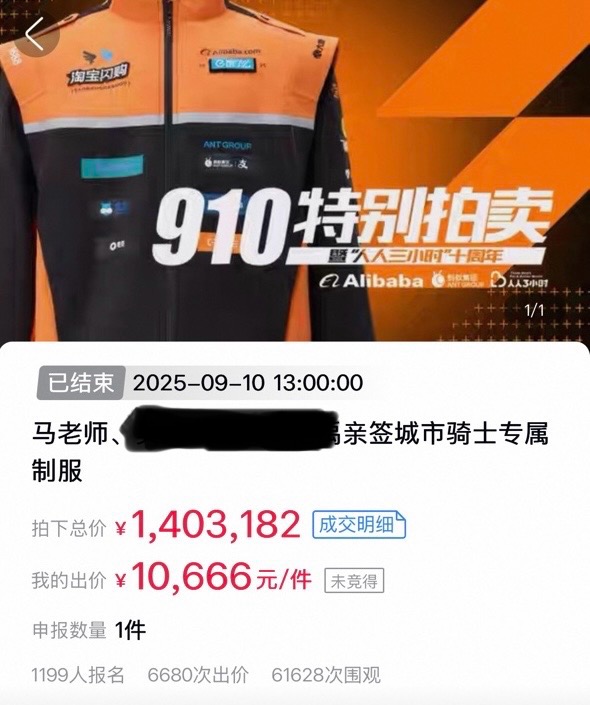 淘宝闪购
Alibaba.com
ANT GROUP
910特别拍卖
暨“人人三小时”十周年
Alibaba 蚂蚁集团 ANT GROUP 人人3小时
1/1
已结束 2025-09-10 13:00:00
马老师、
亲签城市骑士专属
制服
拍下总价 ¥1,403,182 成交明细
我的出价 ¥10,666元/件 未竞得
申报数量 1件
1199人报名 6680次出价 61628次围观